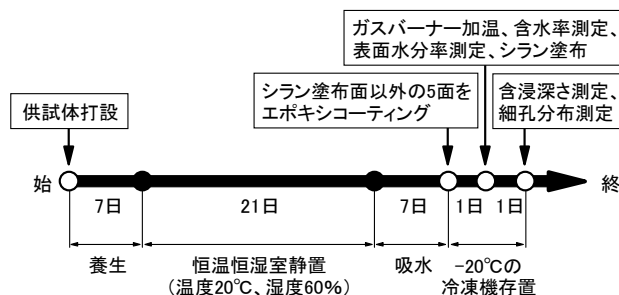 ガスバーナー加温、含水率測定、
表面水分率測定、シラン塗布
シラン塗布面以外の5面を
エポキシコーティング
含浸深さ測定、
細孔分布測定
供試体打設
始
終
7日
21日
7日
1日
1日
養生
恒温恒湿室静置
(温度20℃、湿度60%)
吸水
-20℃の
冷凍機存置